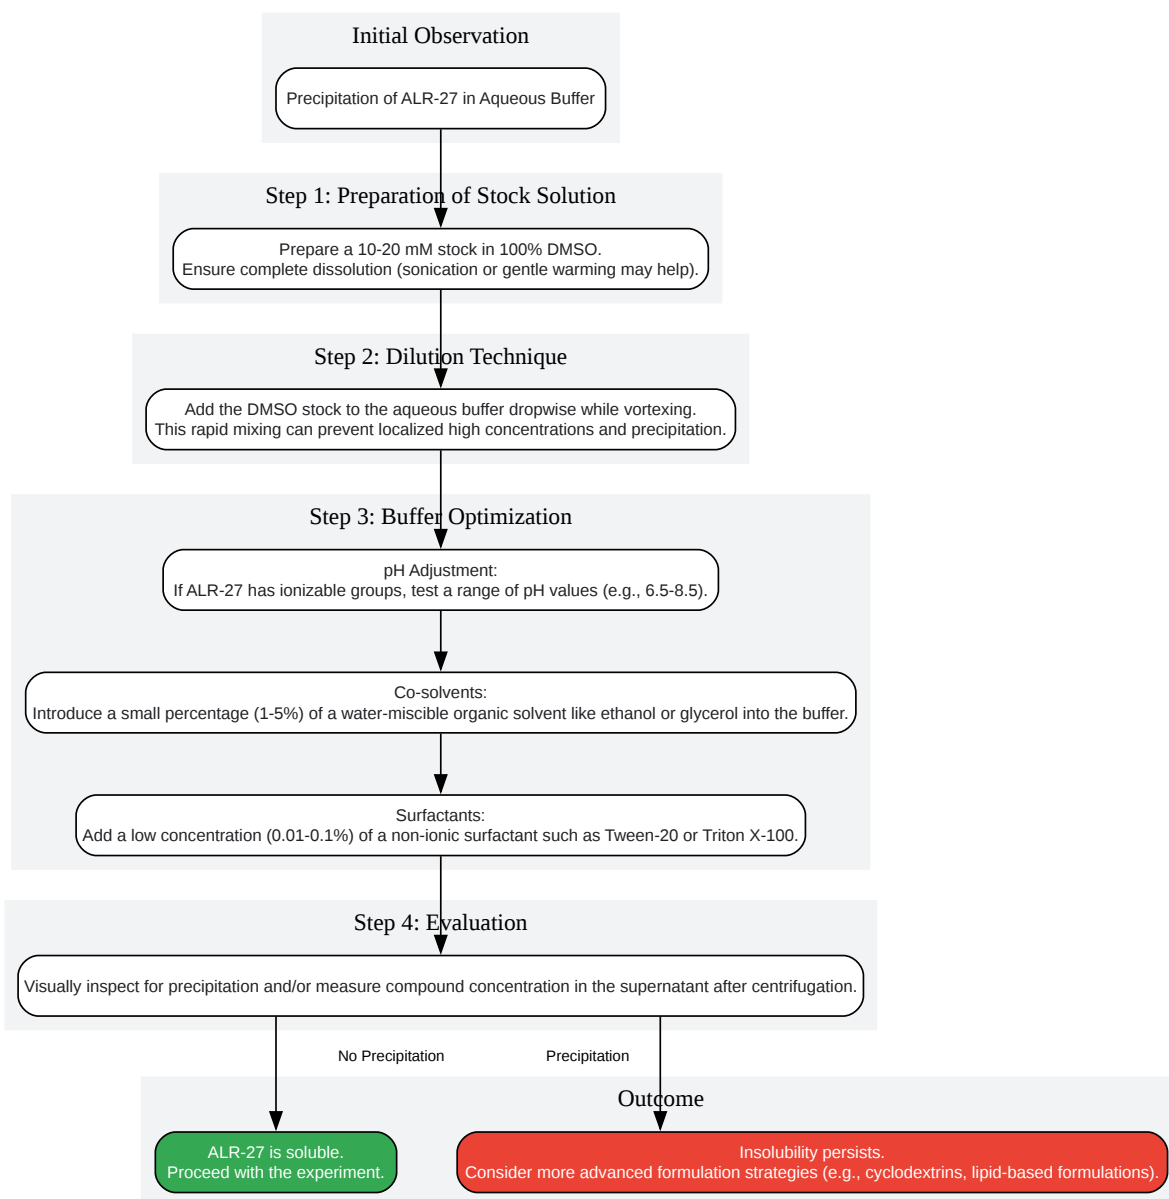 Initial Observation
Precipitation of ALR-27 in Aqueous Buffer
Step 1: Preparation of Stock Solution
Prepare a 10-20 mM stock in 100% DMSO.
Ensure complete dissolution (sonication or gentle warming may help).
Step 2: Dilution Technique
Add the DMSO stock to the aqueous buffer dropwise while vortexing.
This rapid mixing can prevent localized high concentrations and precipitation.
Step 3: Buffer Optimization
pH Adjustment:
If ALR-27 has ionizable groups, test a range of pH values (e.g., 6.5-8.5).
Co-solvents:
Introduce a small percentage (1-5%) of a water-miscible organic solvent like ethanol or glycerol into the buffer.
Surfactants:
Add a low concentration (0.01-0.1%) of a non-ionic surfactant such as Tween-20 or Triton X-100.
Step 4: Evaluation
Visually inspect for precipitation and/or measure compound concentration in the supernatant after centrifugation.
No Precipitation
Precipitation
Outcome
ALR-27 is soluble.
Proceed with the experiment.
Insolubility persists.
Consider more advanced formulation strategies (e.g., cyclodextrins, lipid-based formulations).